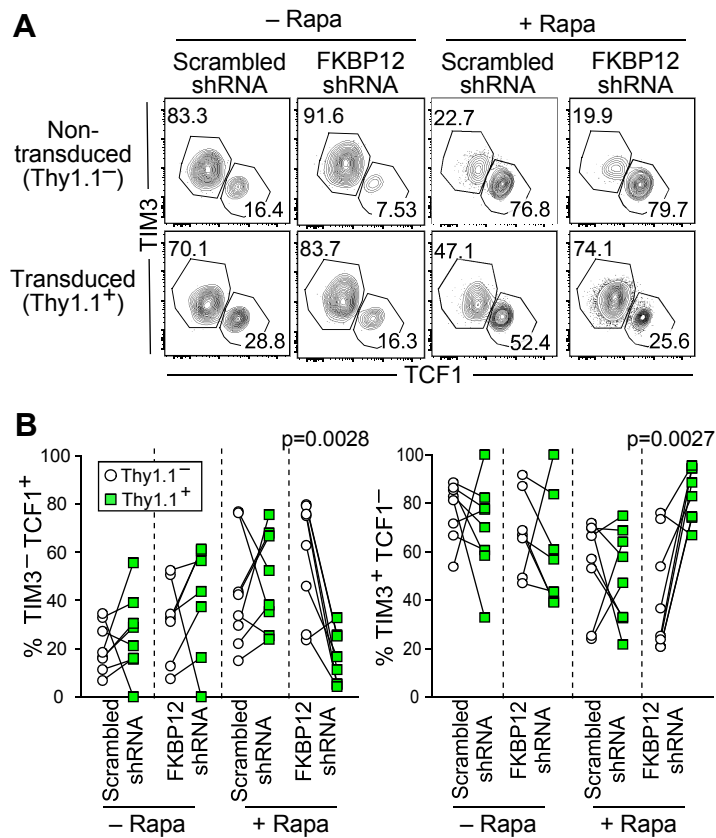 A
– Rapa + Rapa
Scrambled shRNA
FKBP12 shRNA
Scrambled shRNA
FKBP12 shRNA
Non-
transduced
(Thy1.1⁻)
83.3 91.6 22.7 19.9
16.4 7.53 76.8 79.7
TIM3
Transduced
(Thy1.1⁺)
70.1 83.7 47.1 74.1
28.8 16.3 52.4 25.6
TCF1
B
p=0.0028
% TIM3⁻ TCF1⁺
100
80
60
40
20
0
Thy1.1⁻
Thy1.1⁺
Scrambled shRNA
FKBP12 shRNA
Scrambled shRNA
FKBP12 shRNA
– Rapa + Rapa
p=0.0027
% TIM3⁺ TCF1⁻
100
80
60
40
20
0
Scrambled shRNA
FKBP12 shRNA
Scrambled shRNA
FKBP12 shRNA
– Rapa + Rapa